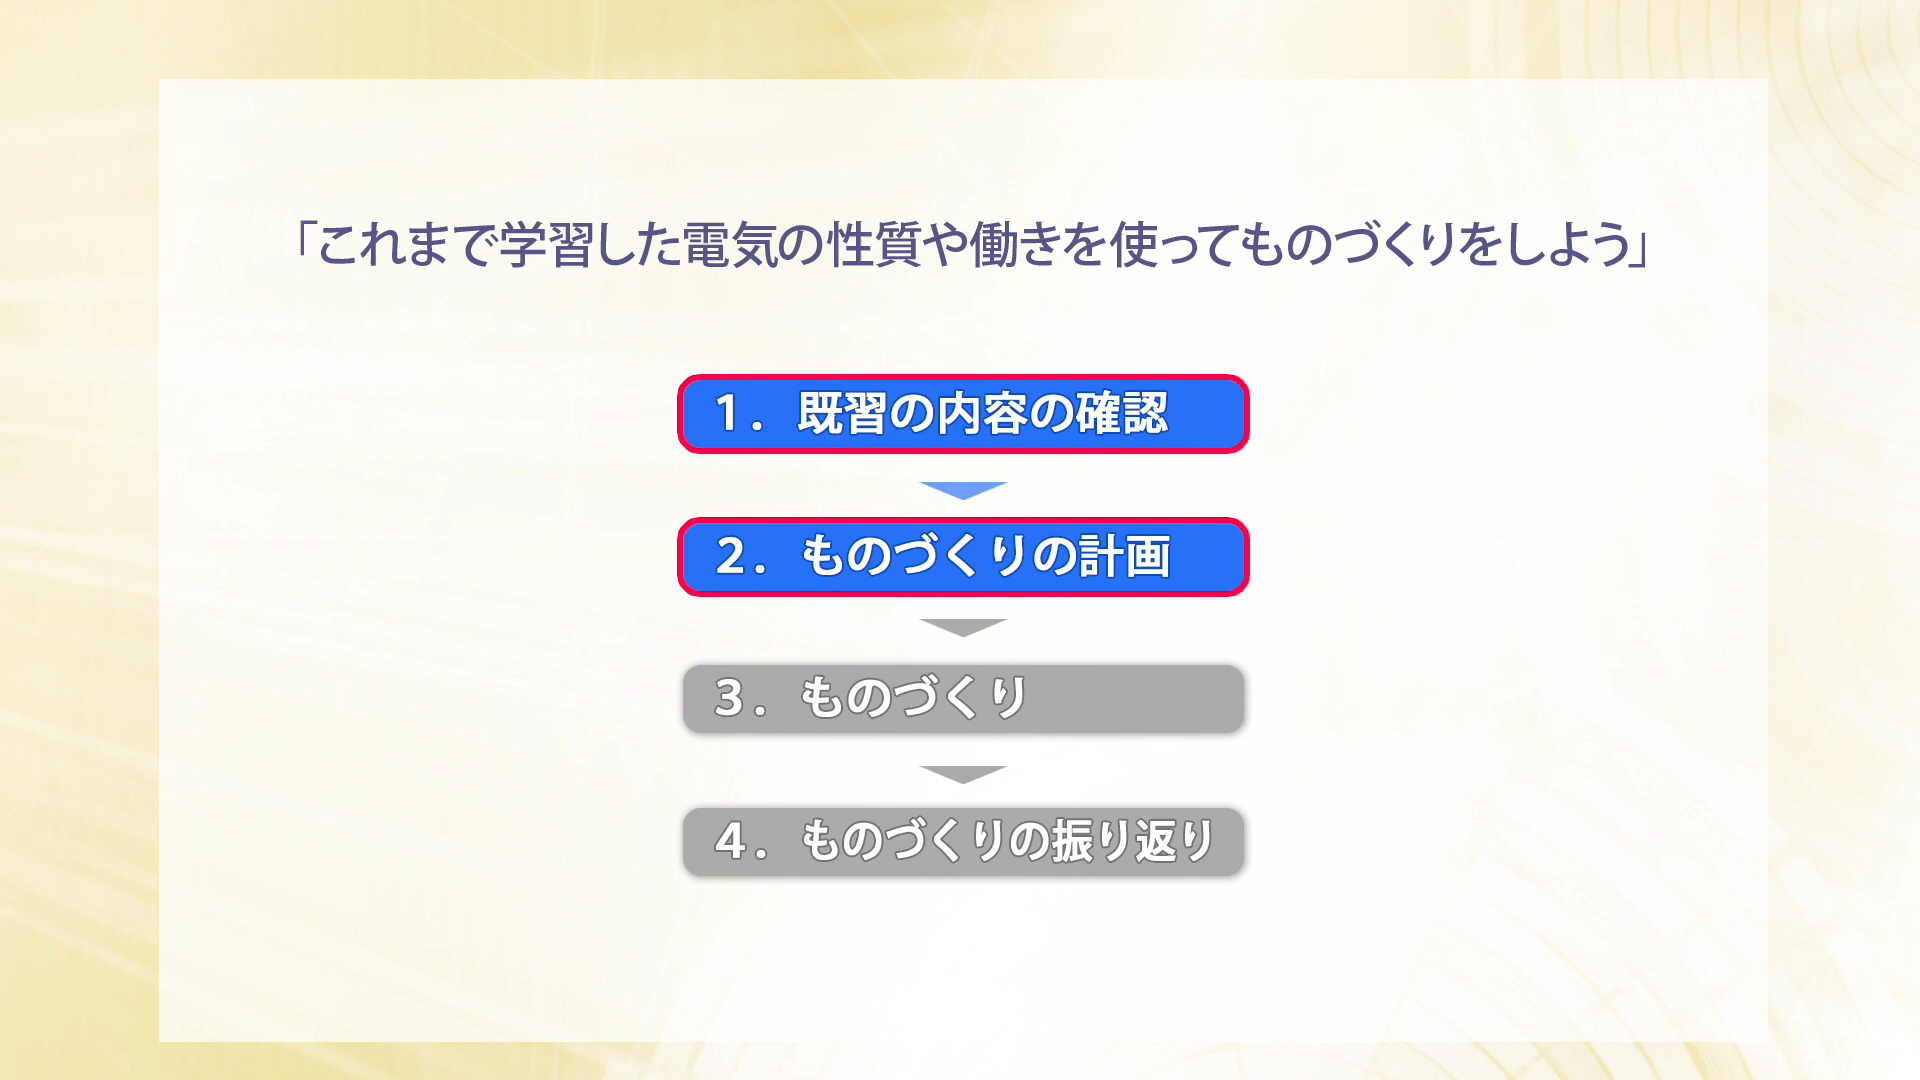 「これまで学習した電気の性質や働きを使ってものづくりをしよう」
１．既習の内容の確認
２．ものづくりの計画
３．ものづくり
４．ものづくりの振り返り